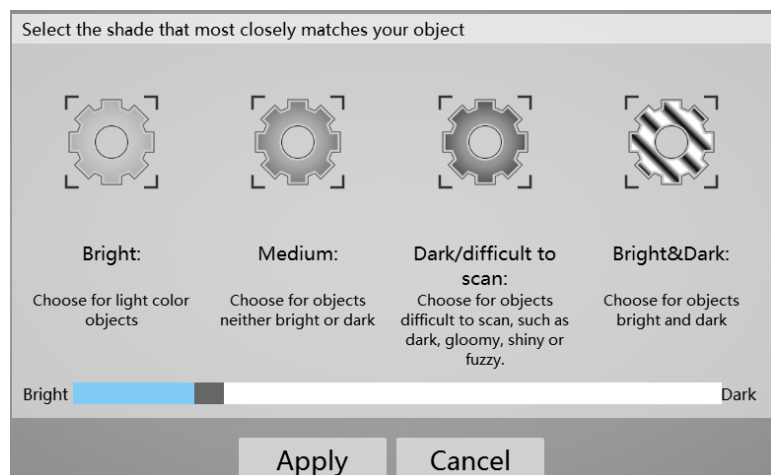 Select the shade that most closely matches your object
Bright:
Choose for light color
objects
Medium:
Choose for objects
neither bright or dark
Dark/difficult to
scan:
Choose for objects
difficult to scan, such as
dark, gloomy, shiny or
fuzzy.
Bright&Dark:
Choose for objects
bright and dark
Bright
Dark
Apply
Cancel